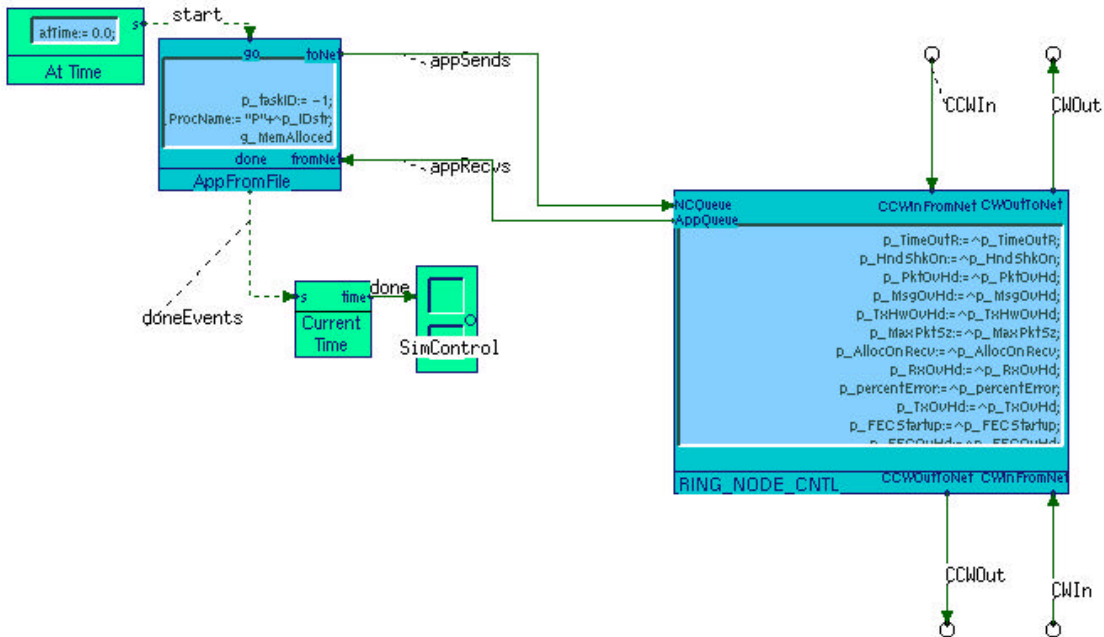 start
s
atTime:= 0.0;
At Time
go toNet
p_taskID:= -1;
ProcName:= "P"+^p_IDstr;
g_MemAlloced
done fromNet
AppFromFile
appSends
appRecvs
doneEvents
s time
Current
Time
done
SimControl
CCWIn
CWOut
NCQueue
AppQueue
CCWInFromNet CWOutToNet
p_TimeOutR:=^p_TimeOutR;
p_HndShkOn:=^p_HndShkOn;
p_PktOvHd:=^p_PktOvHd;
p_MsgOvHd:=^p_MsgOvHd;
p_TxHwOvHd:=^p_TxHwOvHd;
p_MaxPktSz:=^p_MaxPktSz;
p_AllocOnRecv:=^p_AllocOnRecv;
p_RxOvHd:=^p_RxOvHd;
p_percentError:=^p_percentError;
p_TxOvHd:=^p_TxOvHd;
p_FECStartup:=^p_FECStartup;
p_FECOvHd:=^p_FECOvHd;
RING_NODE_CNTL
CCWOutToNet CWInFromNet
CCWOut
CWIn